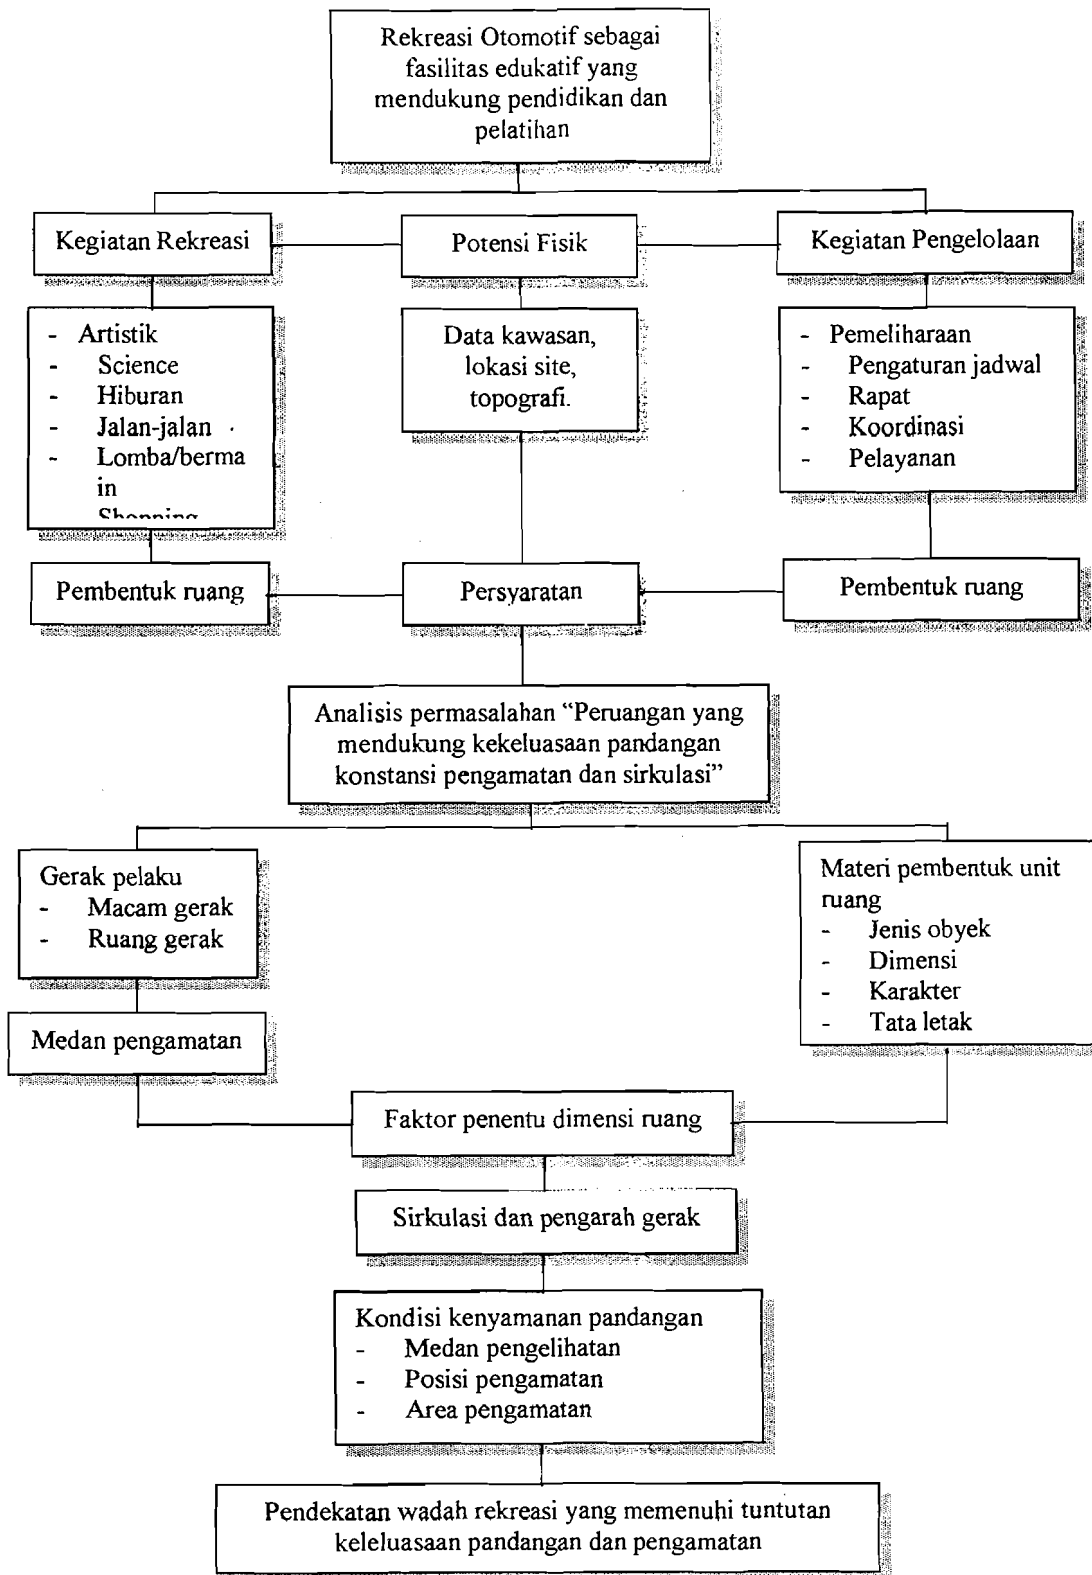 Rekreasi Otomotif sebagai
fasilitas edukatif yang
mendukung pendidikan dan
pelatihan
Kegiatan Rekreasi
Potensi Fisik
Kegiatan Pengelolaan
- Artistik
- Science
- Hiburan
- Jalan-jalan
- Lomba/berma
in
Shopping
Data kawasan,
lokasi site,
topografi.
- Pemeliharaan
- Pengaturan jadwal
- Rapat
- Koordinasi
- Pelayanan
Pembentuk ruang
Persyaratan
Pembentuk ruang
Analisis permasalahan “Peruangan yang
mendukung kekeluasaan pandangan
konstansi pengamatan dan sirkulasi”
Gerak pelaku
- Macam gerak
- Ruang gerak
Materi pembentuk unit
ruang
- Jenis obyek
- Dimensi
- Karakter
- Tata letak
Medan pengamatan
Faktor penentu dimensi ruang
Sirkulasi dan pengarah gerak
Kondisi kenyamanan pandangan
- Medan pengelihatan
- Posisi pengamatan
- Area pengamatan
Pendekatan wadah rekreasi yang memenuhi tuntutan
keleluasaan pandangan dan pengamatan